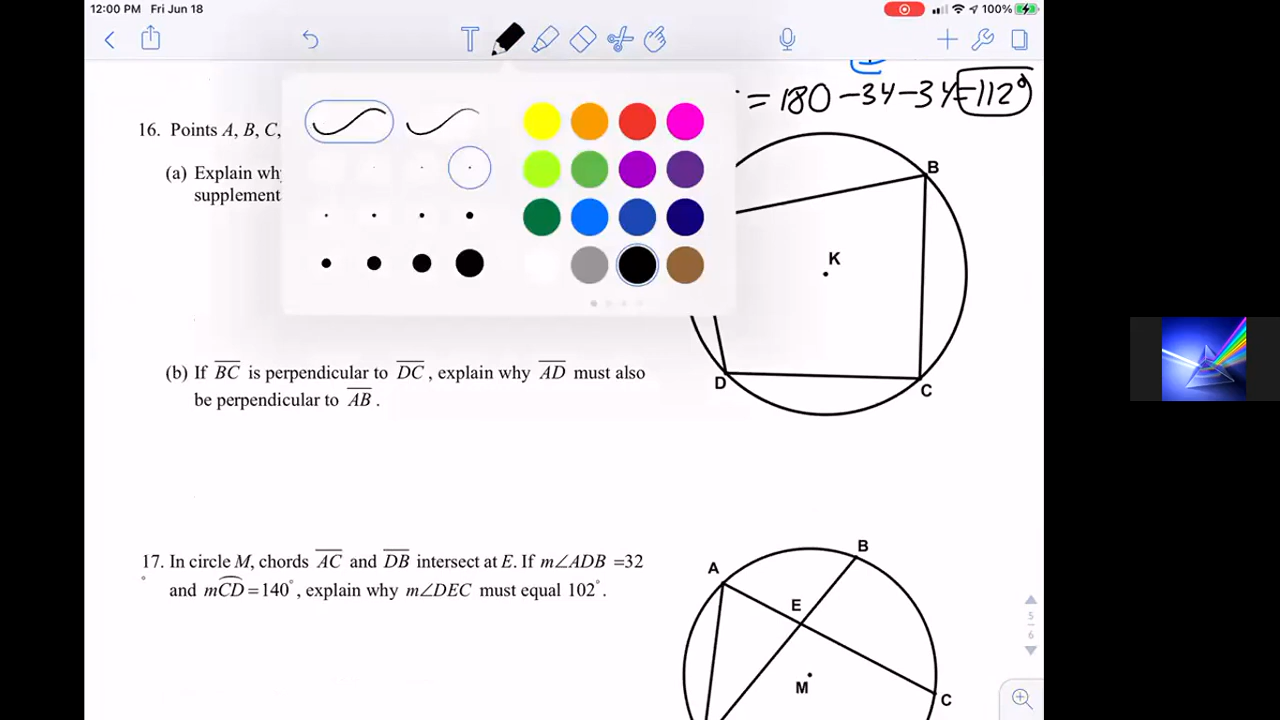 12:00 PM Fri Jun 18
100%
T
= 180 -34 -34 =112°
16. Points A, B, C,
(a) Explain wh
supplement
B
K
D
C
(b) If BC is perpendicular to DC, explain why AD must also
be perpendicular to AB.
17. In circle M, chords AC and DB intersect at E. If m∠ADB =32
° and mCD = 140°, explain why m∠DEC must equal 102°.
A
B
E
M
C
5
6